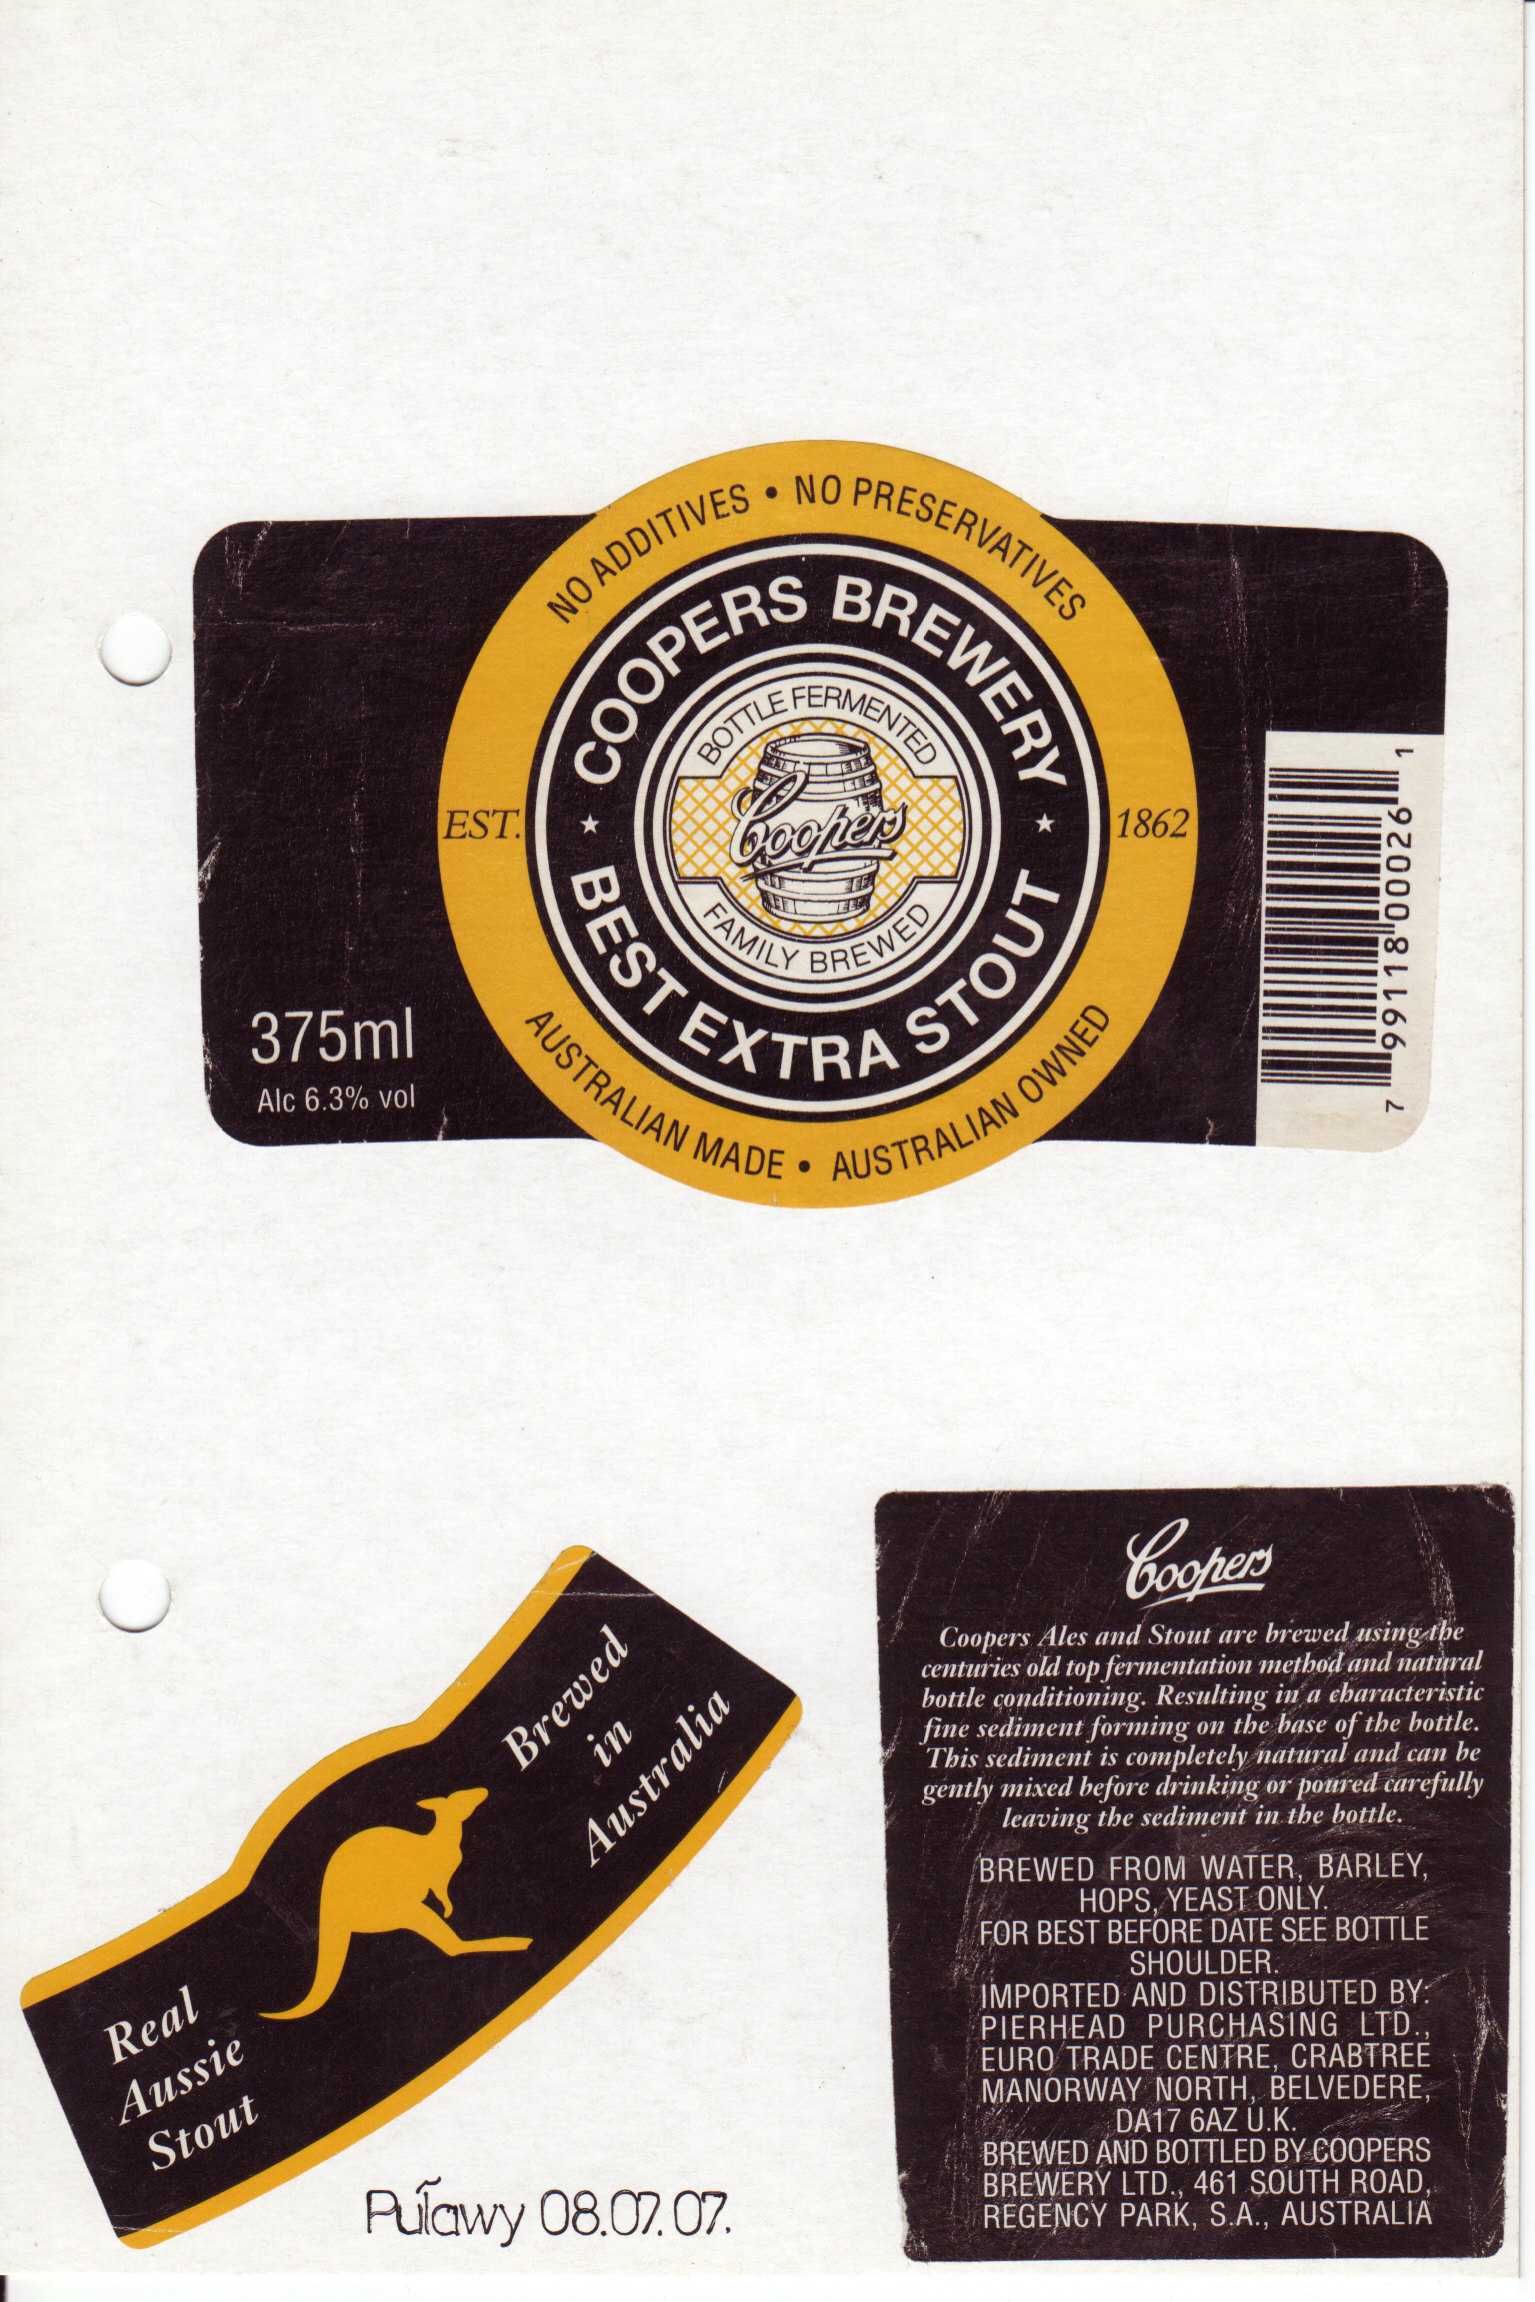 NO ADDITIVES • NO PRESERVATIVES
COOPERS BREWERY
BOTTLE FERMENTED
Coopers
FAMILY BREWED
BEST EXTRA STOUT
EST.
1862
AUSTRALIAN MADE • AUSTRALIAN OWNED
375ml
Alc 6.3% vol
7 99118 00026 1
Real
Aussie
Stout
Brewed
in
Australia
Puławy 08.07.07.
Coopers
Coopers Ales and Stout are brewed using the
centuries old top fermentation method and natural
bottle conditioning. Resulting in a characteristic
fine sediment forming on the base of the bottle.
This sediment is completely natural and can be
gently mixed before drinking or poured carefully
leaving the sediment in the bottle.
BREWED FROM WATER, BARLEY,
HOPS, YEAST ONLY.
FOR BEST BEFORE DATE SEE BOTTLE
SHOULDER.
IMPORTED AND DISTRIBUTED BY:
PIERHEAD PURCHASING LTD.,
EURO TRADE CENTRE, CRABTREE
MANORWAY NORTH, BELVEDERE,
DA17 6AZ U.K.
BREWED AND BOTTLED BY COOPERS
BREWERY LTD., 461 SOUTH ROAD,
REGENCY PARK, S.A., AUSTRALIA